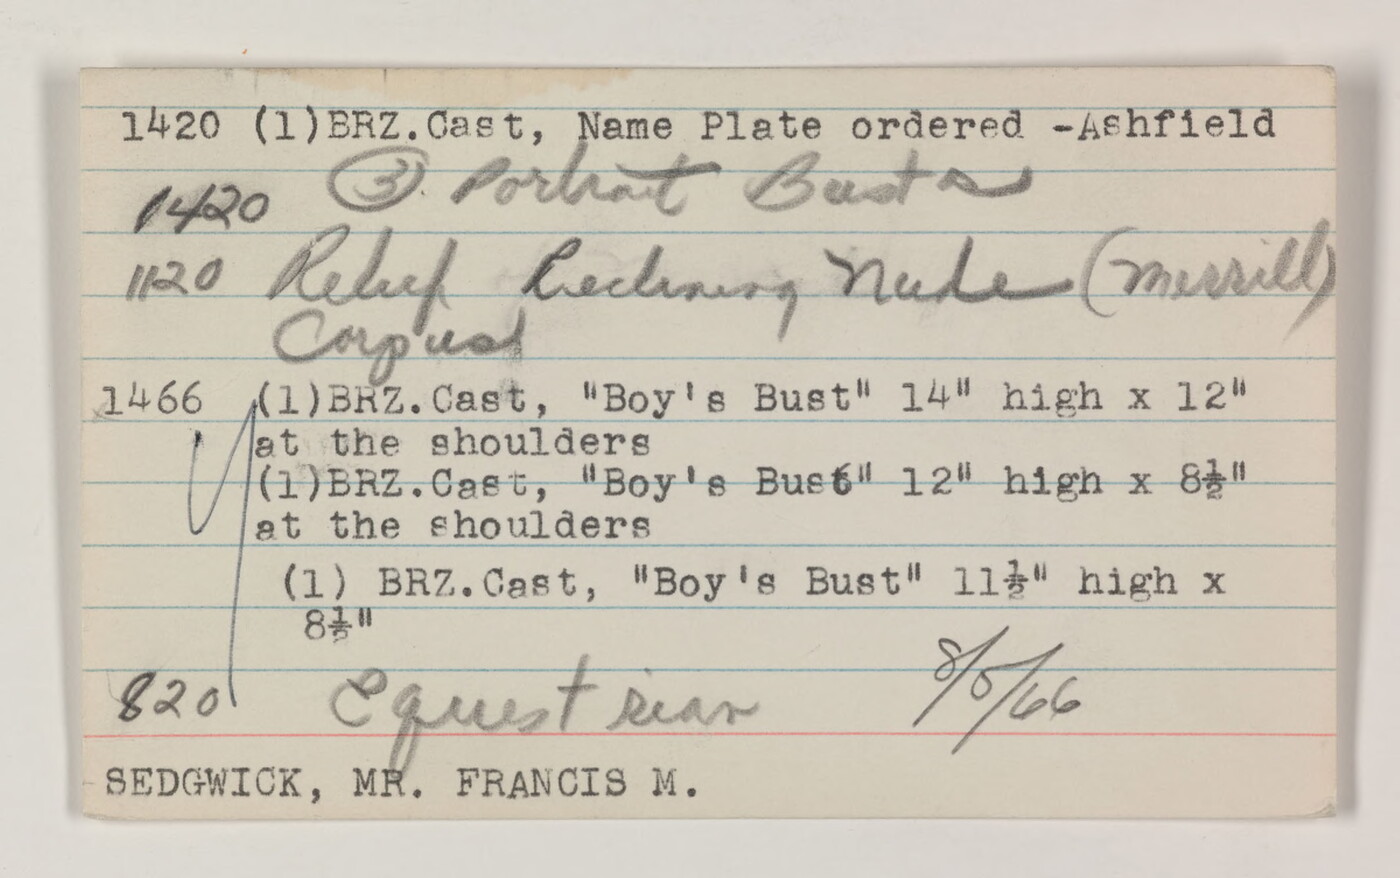 1420 (1)BRZ.Cast, Name Plate ordered -Ashfield
1420 (3). Portrait Busts
1120 Relief Reclining Nude (Merrill)
Corpus
1466 (1)BRZ.Cast, "Boy's Bust" 14" high x 12"
at the shoulders
(1)BRZ.Cast, "Boy's Bust" 12" high x 8½"
at the shoulders
(1) BRZ.Cast, "Boy's Bust" 11½" high x
8½"
820 Equestrian 8/5/66
SEDGWICK, MR. FRANCIS M.